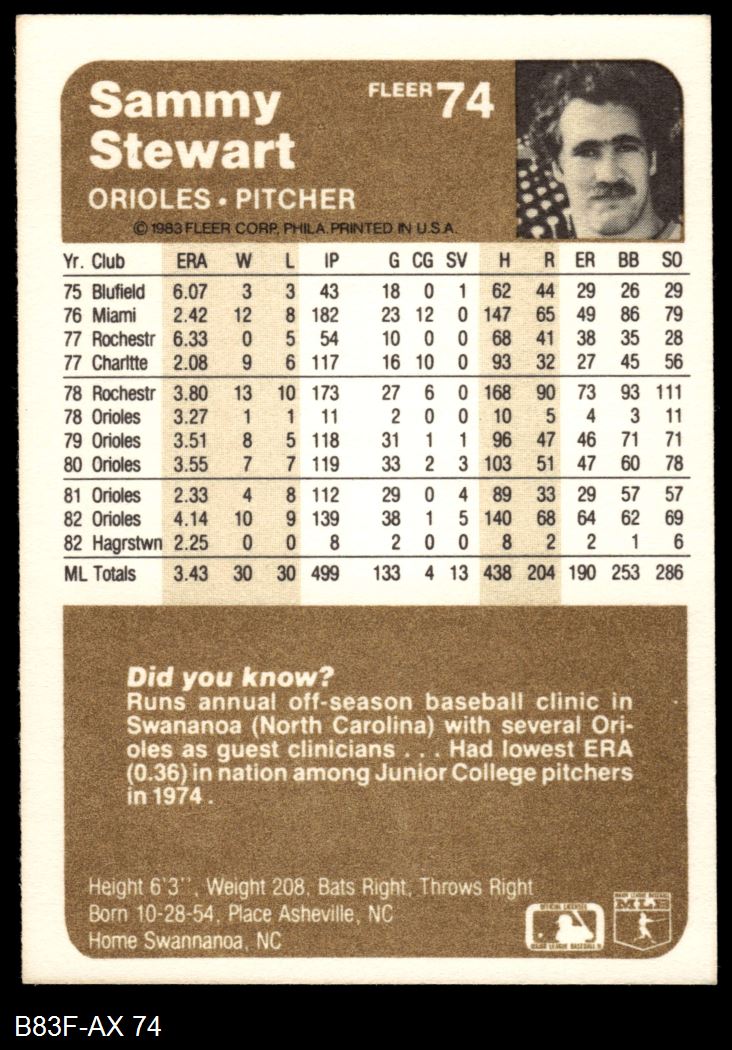 Sammy
Stewart
FLEER 74
ORIOLES • PITCHER
© 1983 FLEER CORP. PHILA. PRINTED IN U.S.A.
Yr. Club ERA W L IP G CG SV H R ER BB SO
75 Blufield 6.07 3 3 43 18 0 1 62 44 29 26 29
76 Miami 2.42 12 8 182 23 12 0 147 65 49 86 79
77 Rochestr 6.33 0 5 54 10 0 0 68 41 38 35 28
77 Charltte 2.08 9 6 117 16 10 0 93 32 27 45 56
78 Rochestr 3.80 13 10 173 27 6 0 168 90 73 93 111
78 Orioles 3.27 1 1 11 2 0 0 10 5 4 3 11
79 Orioles 3.51 8 5 118 31 1 1 96 47 46 71 71
80 Orioles 3.55 7 7 119 33 2 3 103 51 47 60 78
81 Orioles 2.33 4 8 112 29 0 4 89 33 29 57 57
82 Orioles 4.14 10 9 139 38 1 5 140 68 64 62 69
82 Hagrstwn 2.25 0 0 8 2 0 0 8 2 2 1 6
ML Totals 3.43 30 30 499 133 4 13 438 204 190 253 286
Did you know?
Runs annual off-season baseball clinic in
Swananoa (North Carolina) with several Ori-
oles as guest clinicians . . . Had lowest ERA
(0.36) in nation among Junior College pitchers
in 1974 .
Height 6'3'', Weight 208, Bats Right, Throws Right
Born 10-28-54, Place Asheville, NC
Home Swannanoa, NC
OFFICIAL LICENSEE
MAJOR LEAGUE BASEBALL
MAJOR LEAGUE BASEBALL
MLB
B83F-AX 74